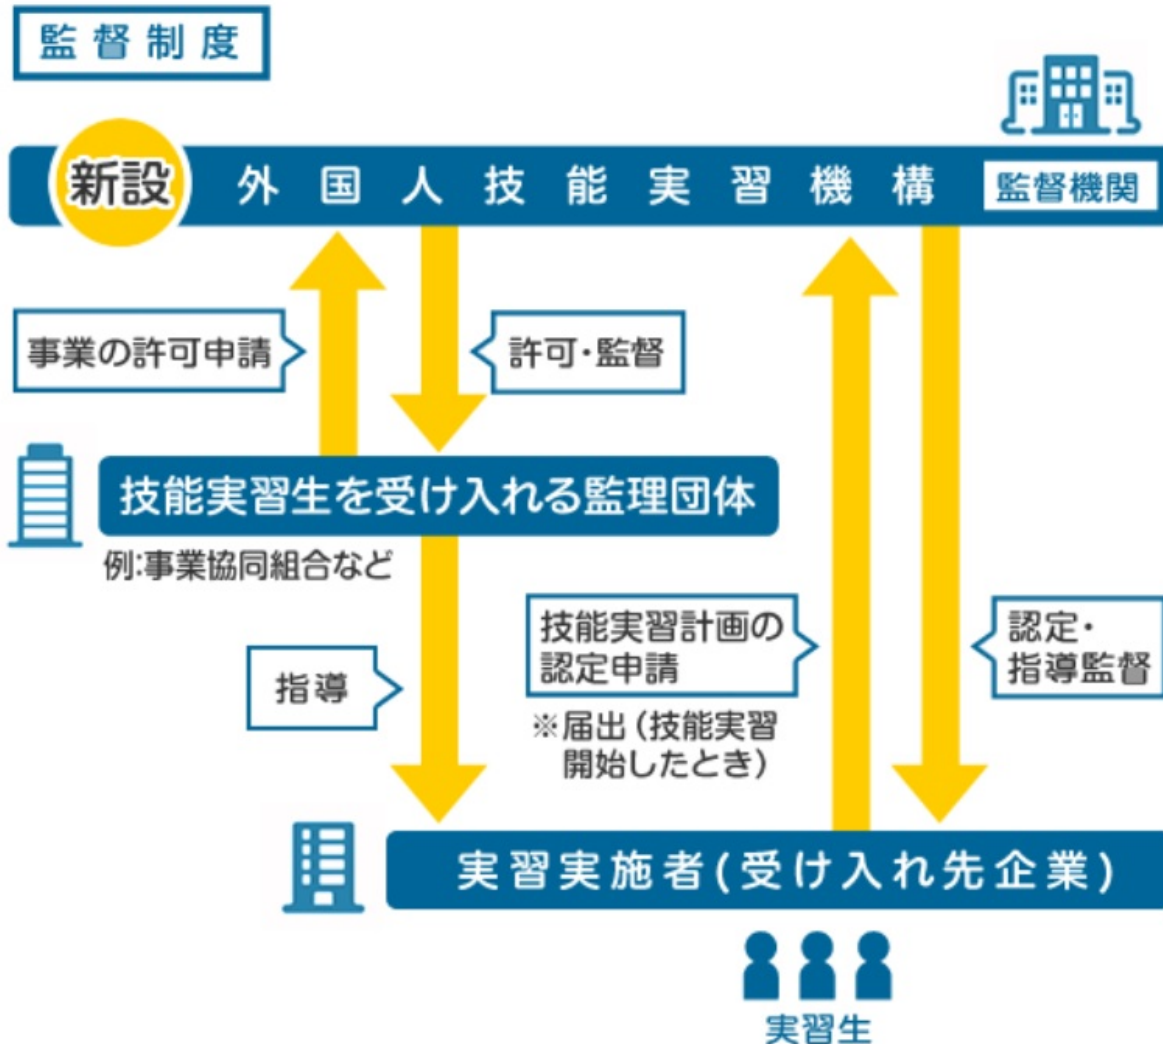 監督制度
新設
外国人技能実習機構
監督機関
事業の許可申請
許可・監督
技能実習生を受け入れる監理団体
例:事業協同組合など
指導
技能実習計画の
認定申請
※届出(技能実習
開始したとき)
認定・
指導監督
実習実施者(受け入れ先企業)
実習生